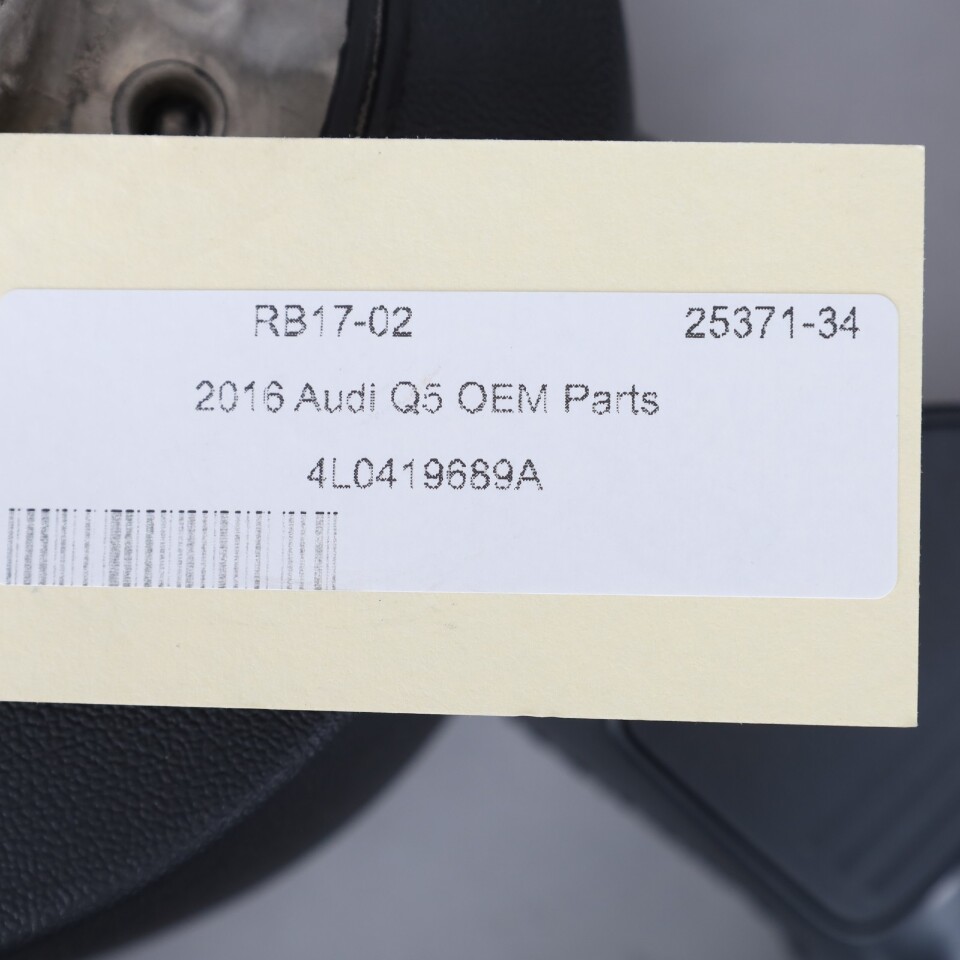 RB17-02 25371-34
2016 Audi Q5 OEM Parts
4L0419689A